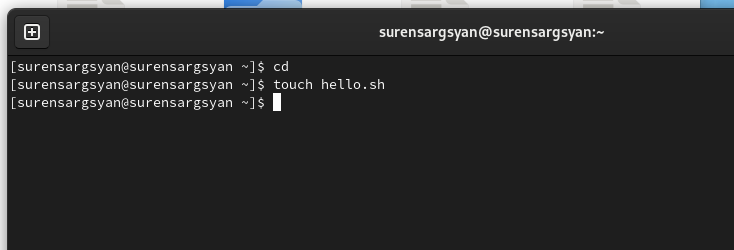 surensargsyan@surensargsyan:~
[surensargsyan@surensargsyan ~]$ cd
[surensargsyan@surensargsyan ~]$ touch hello.sh
[surensargsyan@surensargsyan ~]$